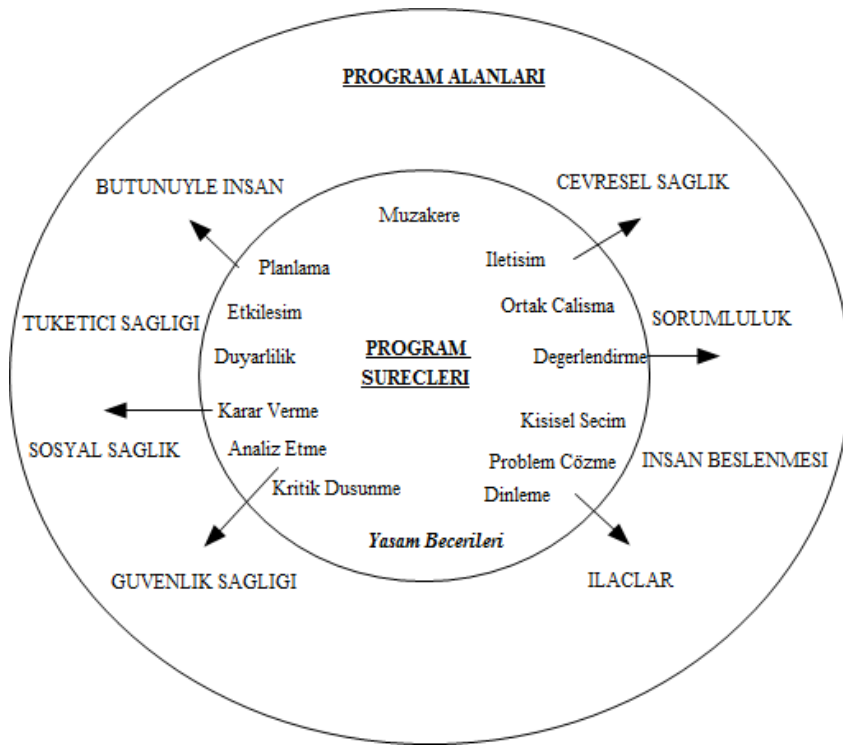 PROGRAM ALANLARI
BUTUNUYLE INSAN
CEVRESEL SAGLIK
Muzakere
Planlama
Iletisim
Etkilesim
Ortak Calisma
TUKETICI SAGLIGI
SORUMLULUK
Duyarlilik
PROGRAM
SURECLERI
Degerlendirme
Karar Verme
Kisisel Secim
SOSYAL SAGLIK
Analiz Etme
Problem Cözme
INSAN BESLENMESI
Kritik Dusunme
Dinleme
Yasam Becerileri
GUVENLIK SAGLIGI
ILACLAR